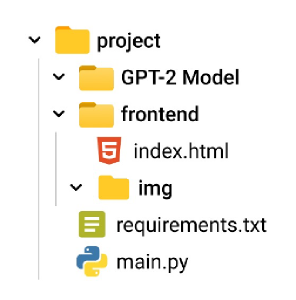 project
GPT-2 Model
frontend
5 index.html
img
requirements.txt
main.py